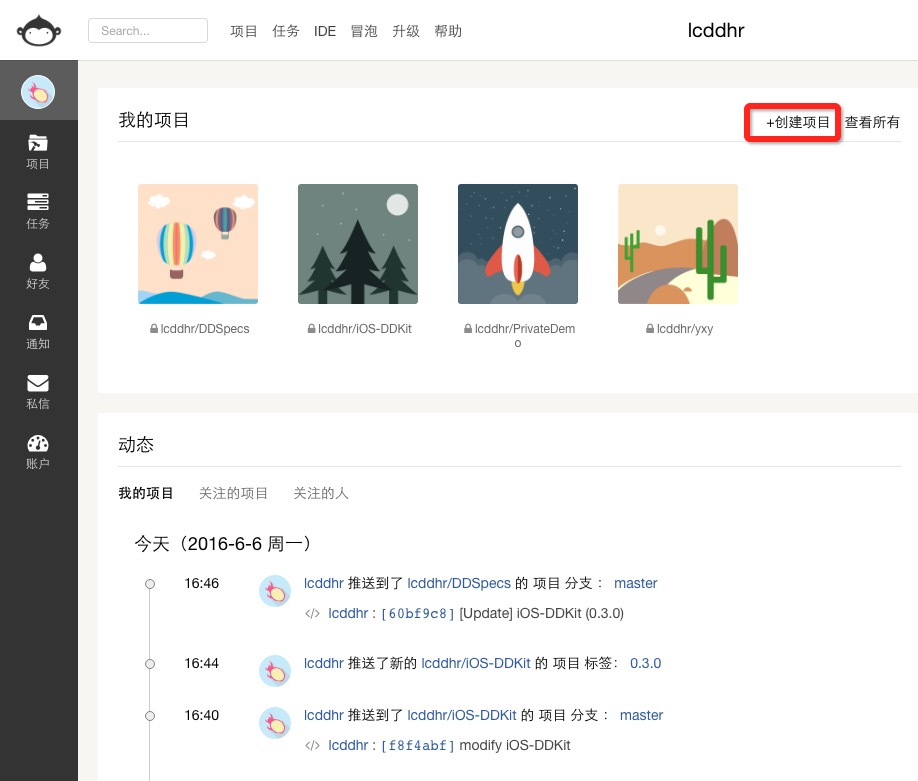 Search...
项目 任务 IDE 冒泡 升级 帮助
lcddhr
项目
任务
好友
通知
私信
账户
我的项目
+创建项目 查看所有
lcddhr/DDSpecs
lcddhr/iOS-DDKit
lcddhr/PrivateDem
o
lcddhr/yxy
动态
我的项目 关注的项目 关注的人
今天（2016-6-6 周一）
16:46 lcddhr 推送到了 lcddhr/DDSpecs 的 项目 分支： master
</> lcddhr : [60bf9c8] [Update] iOS-DDKit (0.3.0)
16:44 lcddhr 推送了新的 lcddhr/iOS-DDKit 的 项目 标签： 0.3.0
16:40 lcddhr 推送到了 lcddhr/iOS-DDKit 的 项目 分支： master
</> lcddhr : [f8f4abf] modify iOS-DDKit